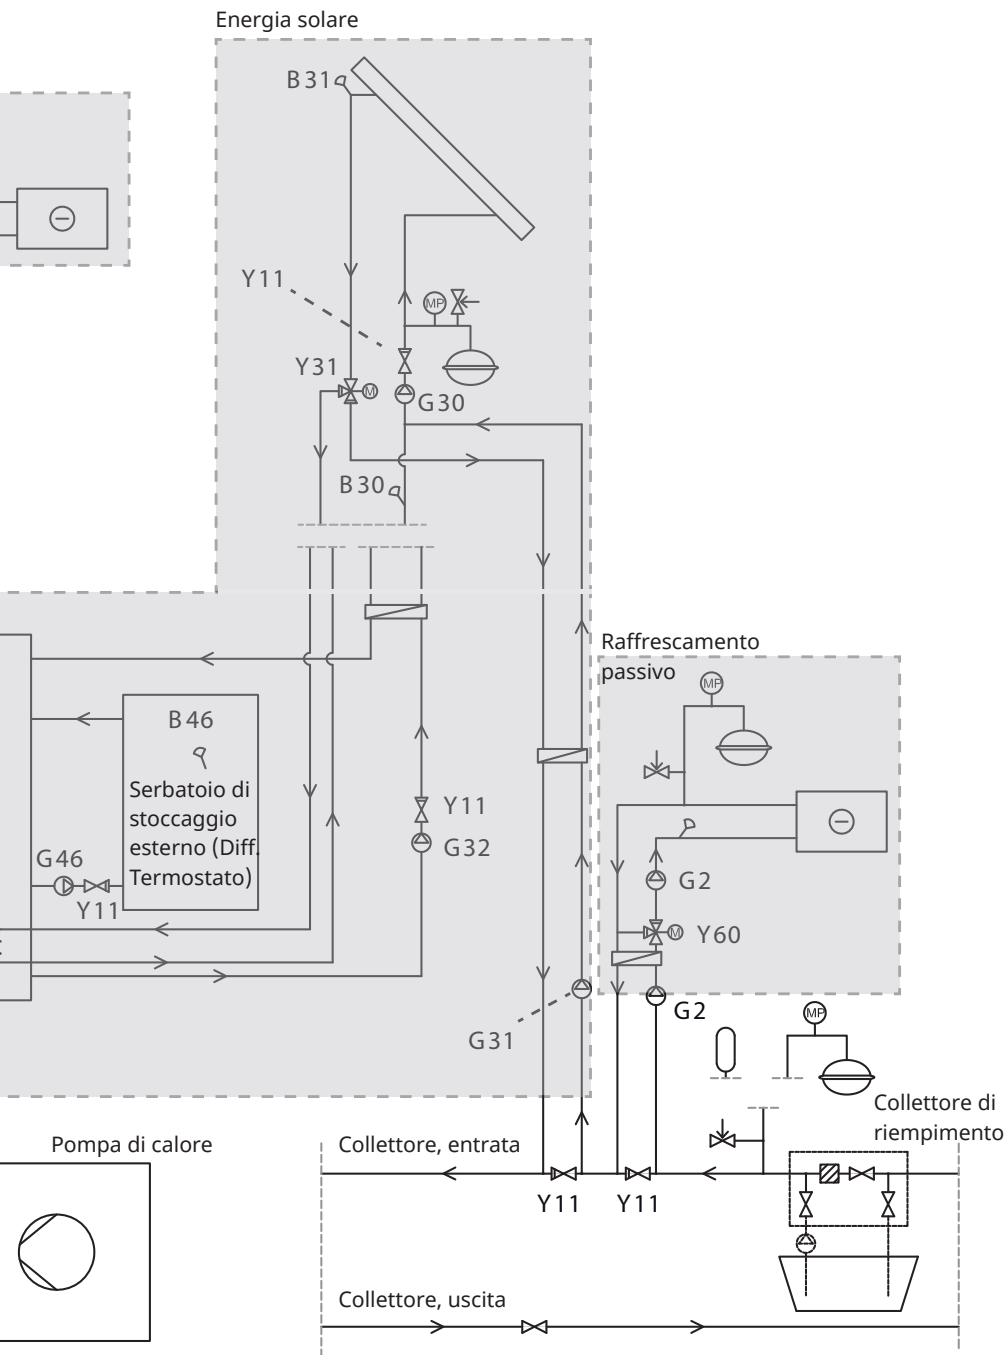 Energia solare
B31
Y11
MP
Y31
M
G30
B30
Raffrescamento
passivo
MP
B46
Serbatoio di
stoccaggio
esterno (Diff.
Termostato)
Y11
G32
G46
Y11
G2
M
Y60
G2
G31
MP
Collettore di
riempimento
Pompa di calore
Collettore, entrata
Y11
Y11
Collettore, uscita